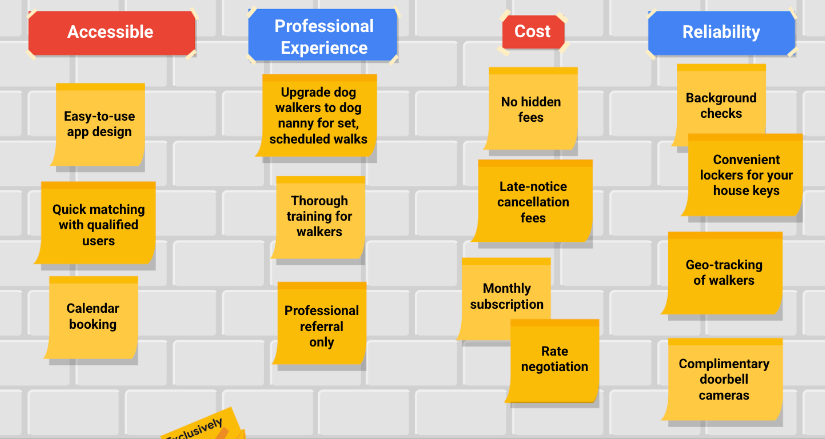 Accessible
Easy-to-use
app design
Quick matching
with qualified
users
Calendar
booking
Professional
Experience
Upgrade dog
walkers to dog
nanny for set,
scheduled walks
Thorough
training for
walkers
Professional
referral
only
Cost
No hidden
fees
Late-notice
cancellation
fees
Monthly
subscription
Rate
negotiation
Reliability
Background
checks
Convenient
lockers for your
house keys
Geo-tracking
of walkers
Complimentary
doorbell
cameras
Exclusively